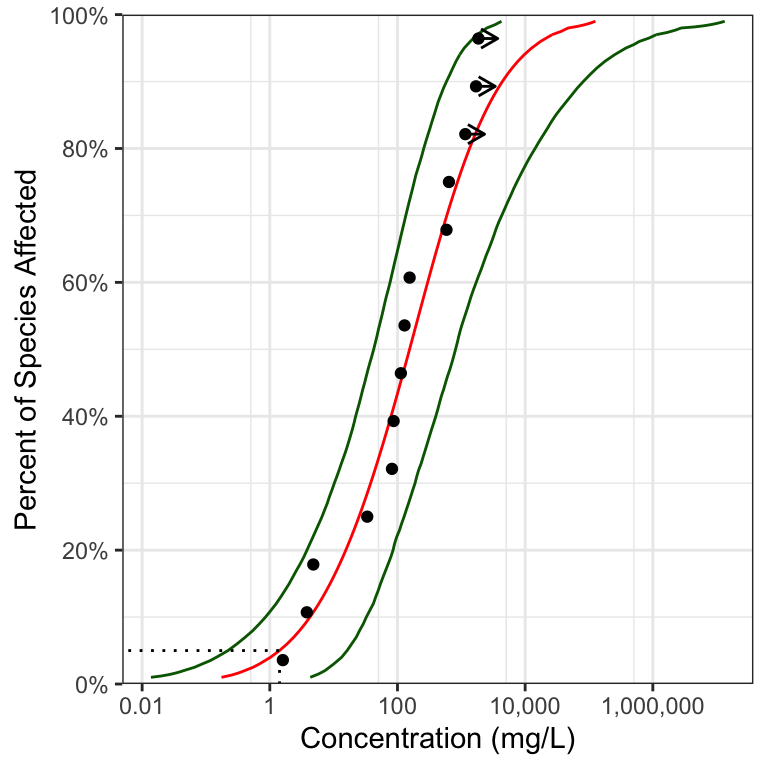 100%
80%
60%
40%
20%
0%
Percent of Species Affected
0.01 1 100 10,000 1,000,000
Concentration (mg/L)